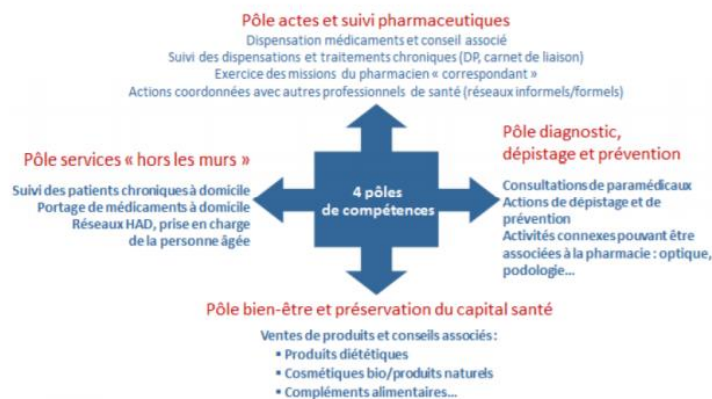 Pôle actes et suivi pharmaceutiques
Dispensation médicaments et conseil associé
Suivi des dispensations et traitements chroniques (DP, carnet de liaison)
Exercice des missions du pharmacien « correspondant »
Actions coordonnées avec autres professionnels de santé (réseaux informels/formels)
Pôle services « hors les murs »
Suivi des patients chroniques à domicile
Portage de médicaments à domicile
Réseaux HAD, prise en charge
de la personne âgée
4 pôles
de compétences
Pôle diagnostic,
dépistage et prévention
Consultations de paramédicaux
Actions de dépistage et de
prévention
Activités connexes pouvant être
associées à la pharmacie : optique,
podologie...
Pôle bien-être et préservation du capital santé
Ventes de produits et conseils associés :
▪ Produits diététiques
▪ Cosmétiques bio/produits naturels
▪ Compléments alimentaires...